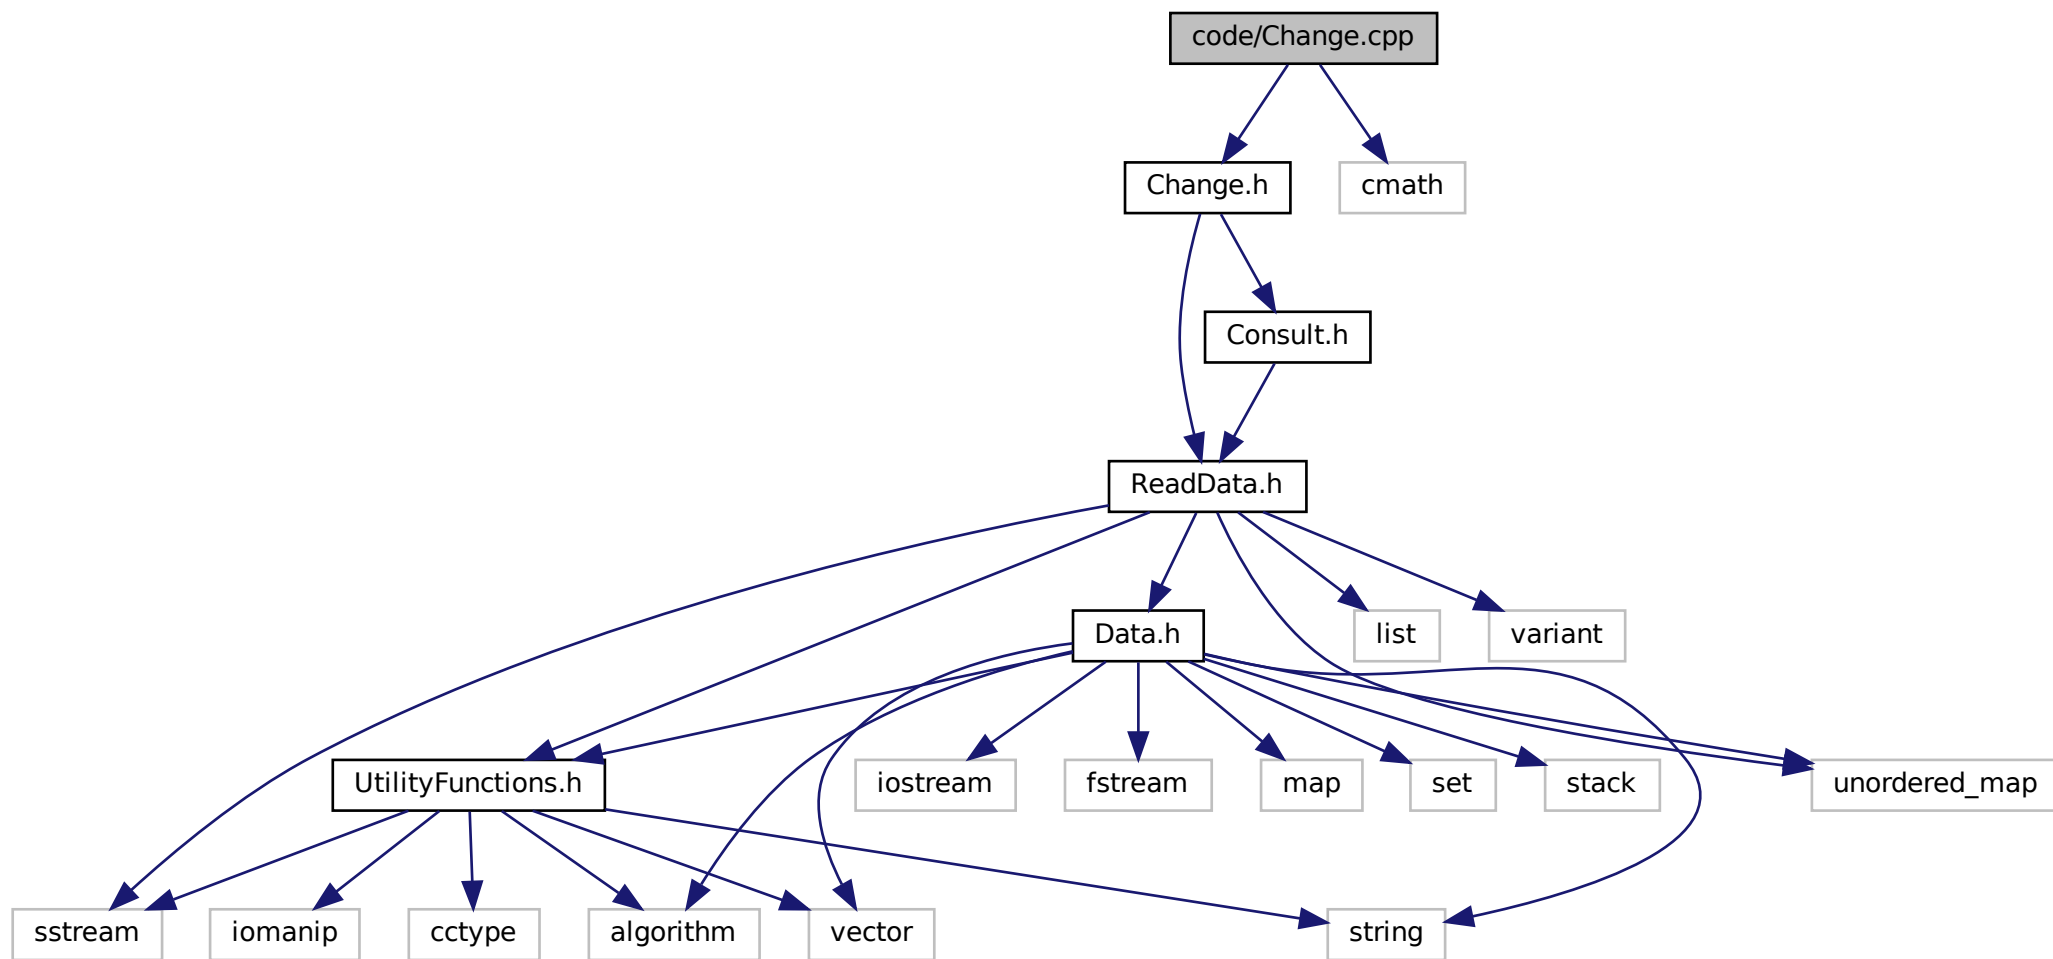 code/Change.cpp
Change.h
cmath
Consult.h
ReadData.h
Data.h
list
variant
UtilityFunctions.h
iostream
fstream
map
set
stack
unordered_map
sstream
iomanip
cctype
algorithm
vector
string